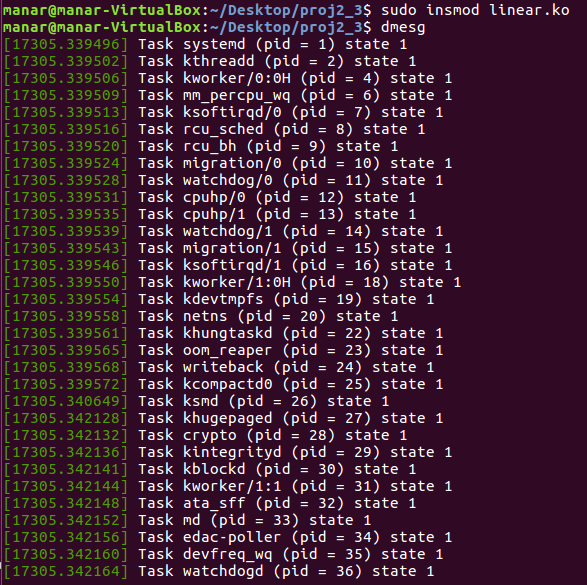 manar@manar-VirtualBox:~/Desktop/proj2_3$ sudo insmod linear.ko
manar@manar-VirtualBox:~/Desktop/proj2_3$ dmesg
[17305.339496] Task systemd (pid = 1) state 1
[17305.339502] Task kthreadd (pid = 2) state 1
[17305.339506] Task kworker/0:0H (pid = 4) state 1
[17305.339509] Task mm_percpu_wq (pid = 6) state 1
[17305.339513] Task ksoftirqd/0 (pid = 7) state 1
[17305.339516] Task rcu_sched (pid = 8) state 1
[17305.339520] Task rcu_bh (pid = 9) state 1
[17305.339524] Task migration/0 (pid = 10) state 1
[17305.339528] Task watchdog/0 (pid = 11) state 1
[17305.339531] Task cpuhp/0 (pid = 12) state 1
[17305.339535] Task cpuhp/1 (pid = 13) state 1
[17305.339539] Task watchdog/1 (pid = 14) state 1
[17305.339543] Task migration/1 (pid = 15) state 1
[17305.339546] Task ksoftirqd/1 (pid = 16) state 1
[17305.339550] Task kworker/1:0H (pid = 18) state 1
[17305.339554] Task kdevtmpfs (pid = 19) state 1
[17305.339558] Task netns (pid = 20) state 1
[17305.339561] Task khungtaskd (pid = 22) state 1
[17305.339565] Task oom_reaper (pid = 23) state 1
[17305.339568] Task writeback (pid = 24) state 1
[17305.339572] Task kcompactd0 (pid = 25) state 1
[17305.340649] Task ksmd (pid = 26) state 1
[17305.342128] Task khugepaged (pid = 27) state 1
[17305.342132] Task crypto (pid = 28) state 1
[17305.342136] Task kintegrityd (pid = 29) state 1
[17305.342141] Task kblockd (pid = 30) state 1
[17305.342144] Task kworker/1:1 (pid = 31) state 1
[17305.342148] Task ata_sff (pid = 32) state 1
[17305.342152] Task md (pid = 33) state 1
[17305.342156] Task edac-poller (pid = 34) state 1
[17305.342160] Task devfreq_wq (pid = 35) state 1
[17305.342164] Task watchdogd (pid = 36) state 1